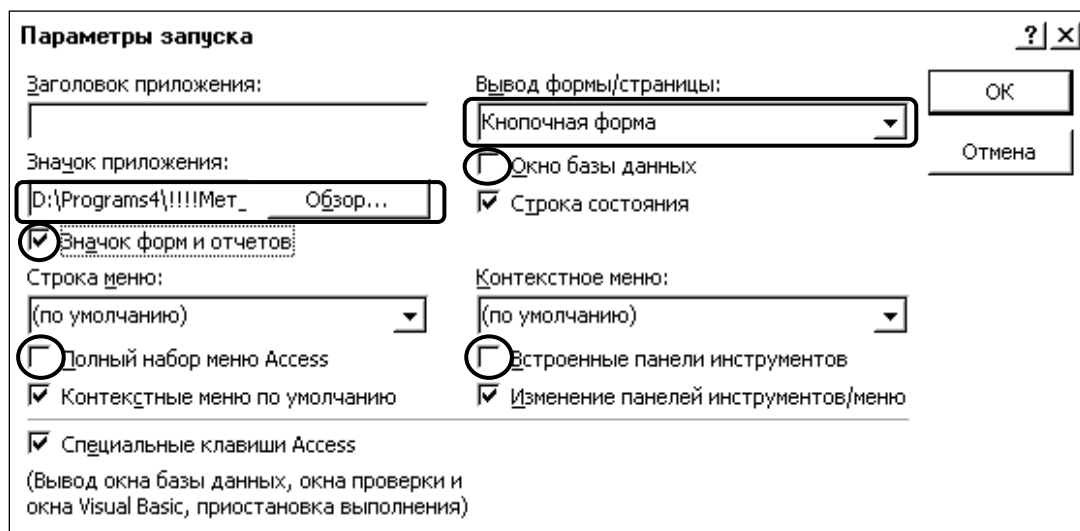 Параметры запуска
Заголовок приложения:
Вывод формы/страницы:
ОК
Кнопочная форма
Отмена
Значок приложения:
Окно базы данных
D:\Programs4\!!!!Мет_ Обзор...
Строка состояния
Значок форм и отчетов
Строка меню:
Контекстное меню:
(по умолчанию)
(по умолчанию)
Полный набор меню Access
Встроенные панели инструментов
Контекстные меню по умолчанию
Изменение панелей инструментов/меню
Специальные клавиши Access
(Вывод окна базы данных, окна проверки и
окна Visual Basic, приостановка выполнения)